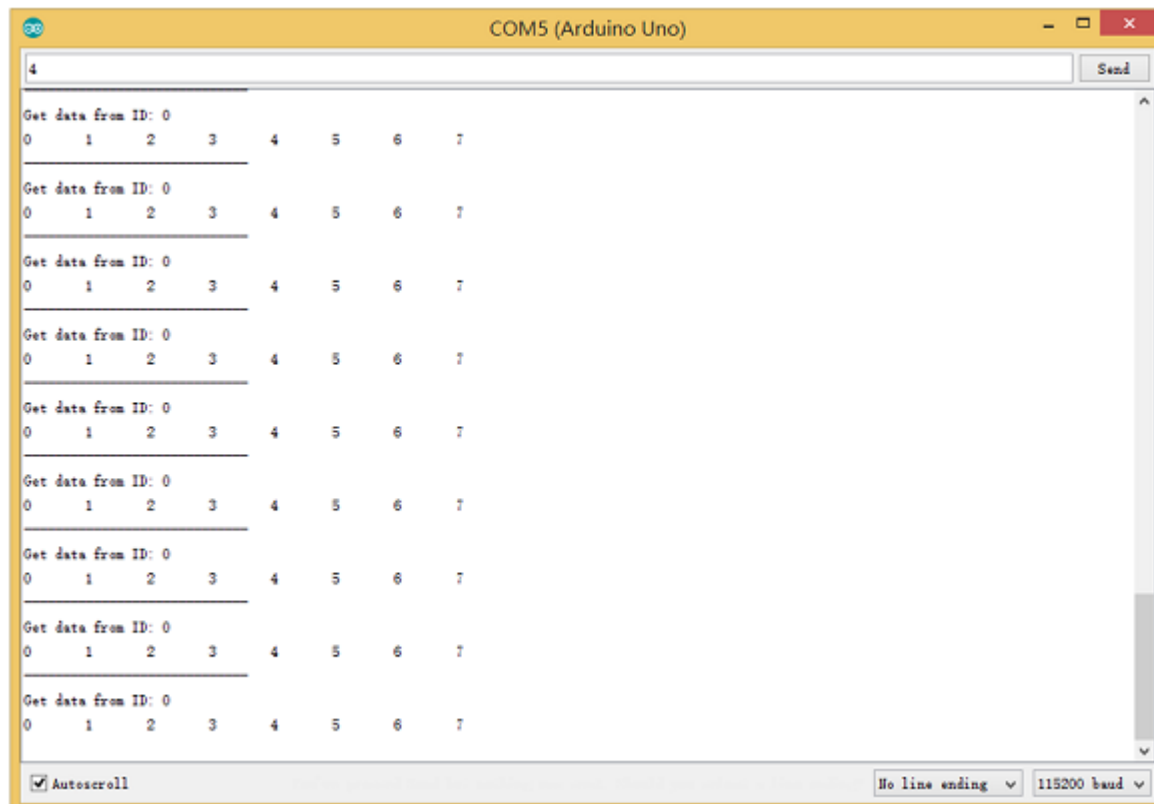 COM5 (Arduino Uno)
4
Send
Get data from ID: 0
0 1 2 3 4 5 6 7
Get data from ID: 0
0 1 2 3 4 5 6 7
Get data from ID: 0
0 1 2 3 4 5 6 7
Get data from ID: 0
0 1 2 3 4 5 6 7
Get data from ID: 0
0 1 2 3 4 5 6 7
Get data from ID: 0
0 1 2 3 4 5 6 7
Get data from ID: 0
0 1 2 3 4 5 6 7
Get data from ID: 0
0 1 2 3 4 5 6 7
Get data from ID: 0
0 1 2 3 4 5 6 7
Autoscroll
No line ending
115200 baud